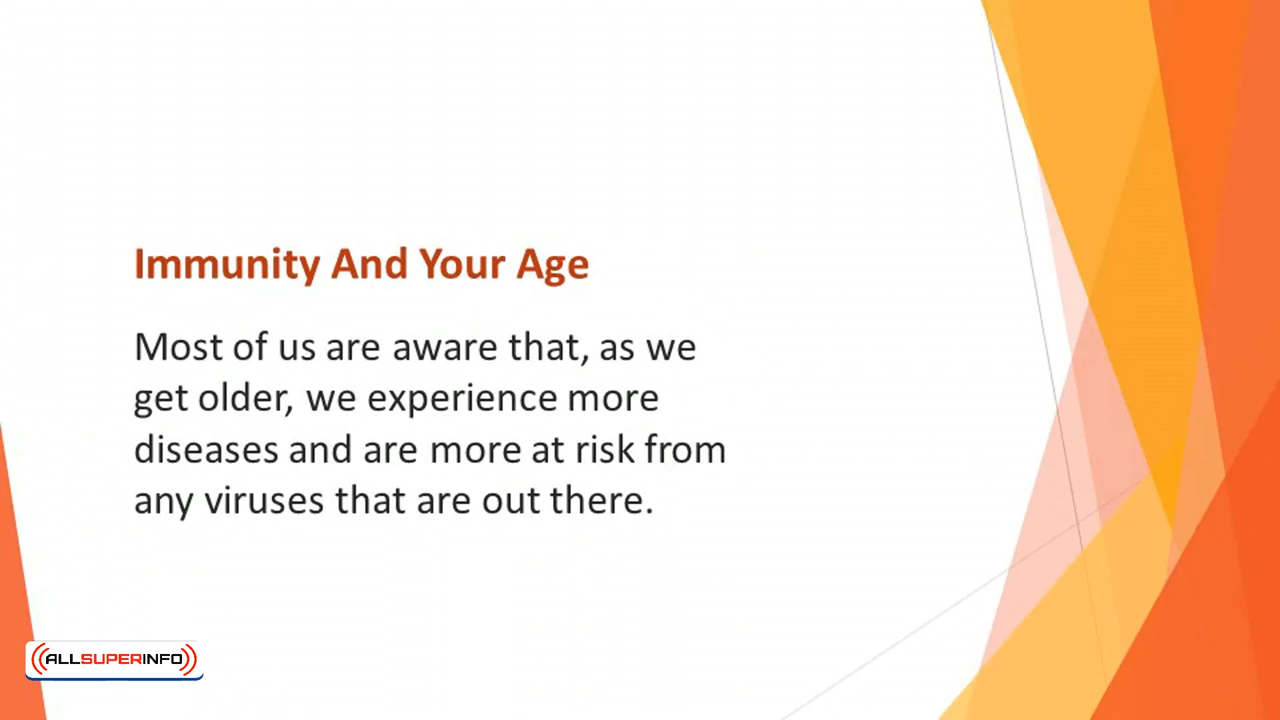 Immunity And Your Age
Most of us are aware that, as we
get older, we experience more
diseases and are more at risk from
any viruses that are out there.
ALLSUPERINFO